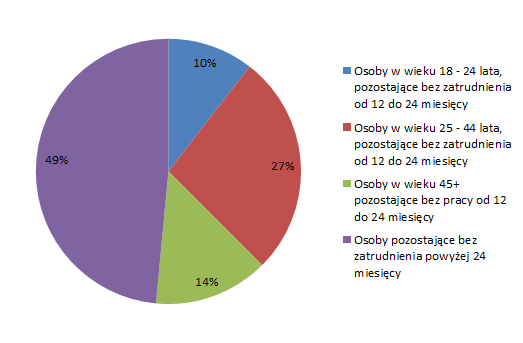 10%
27%
14%
49%
Osoby w wieku 18 - 24 lata,
pozostające bez zatrudnienia
od 12 do 24 miesięcy
Osoby w wieku 25 - 44 lata,
pozostające bez zatrudnienia
od 12 do 24 miesięcy
Osoby w wieku 45+
pozostające bez pracy od 12
do 24 miesięcy
Osoby pozostające bez
zatrudnienia powyżej 24
miesięcy